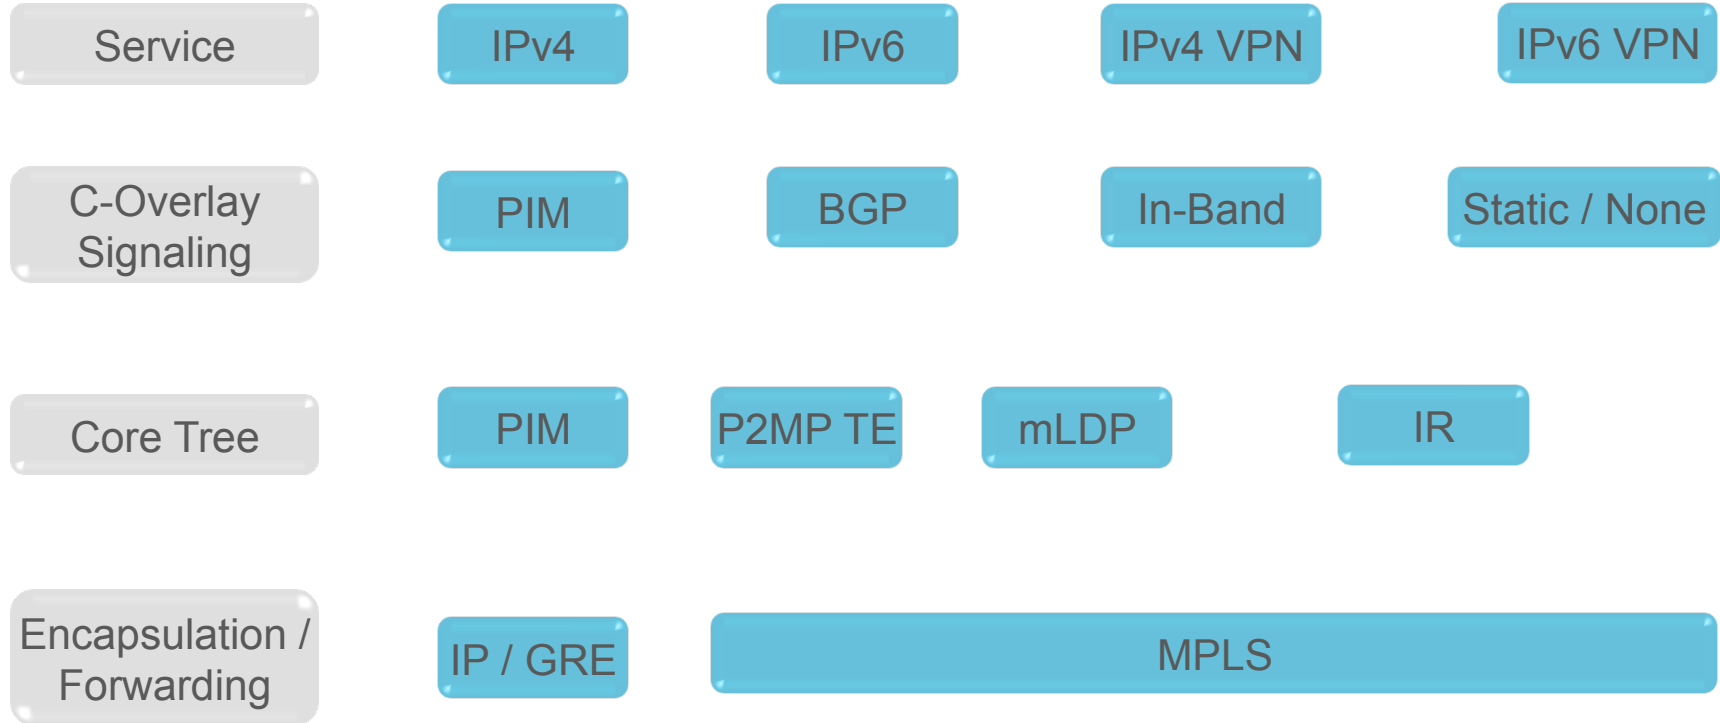 Service
IPv4
IPv6
IPv4 VPN
IPv6 VPN
C-Overlay
Signaling
PIM
BGP
In-Band
Static / None
Core Tree
PIM
P2MP TE
mLDP
IR
Encapsulation /
Forwarding
IP / GRE
MPLS